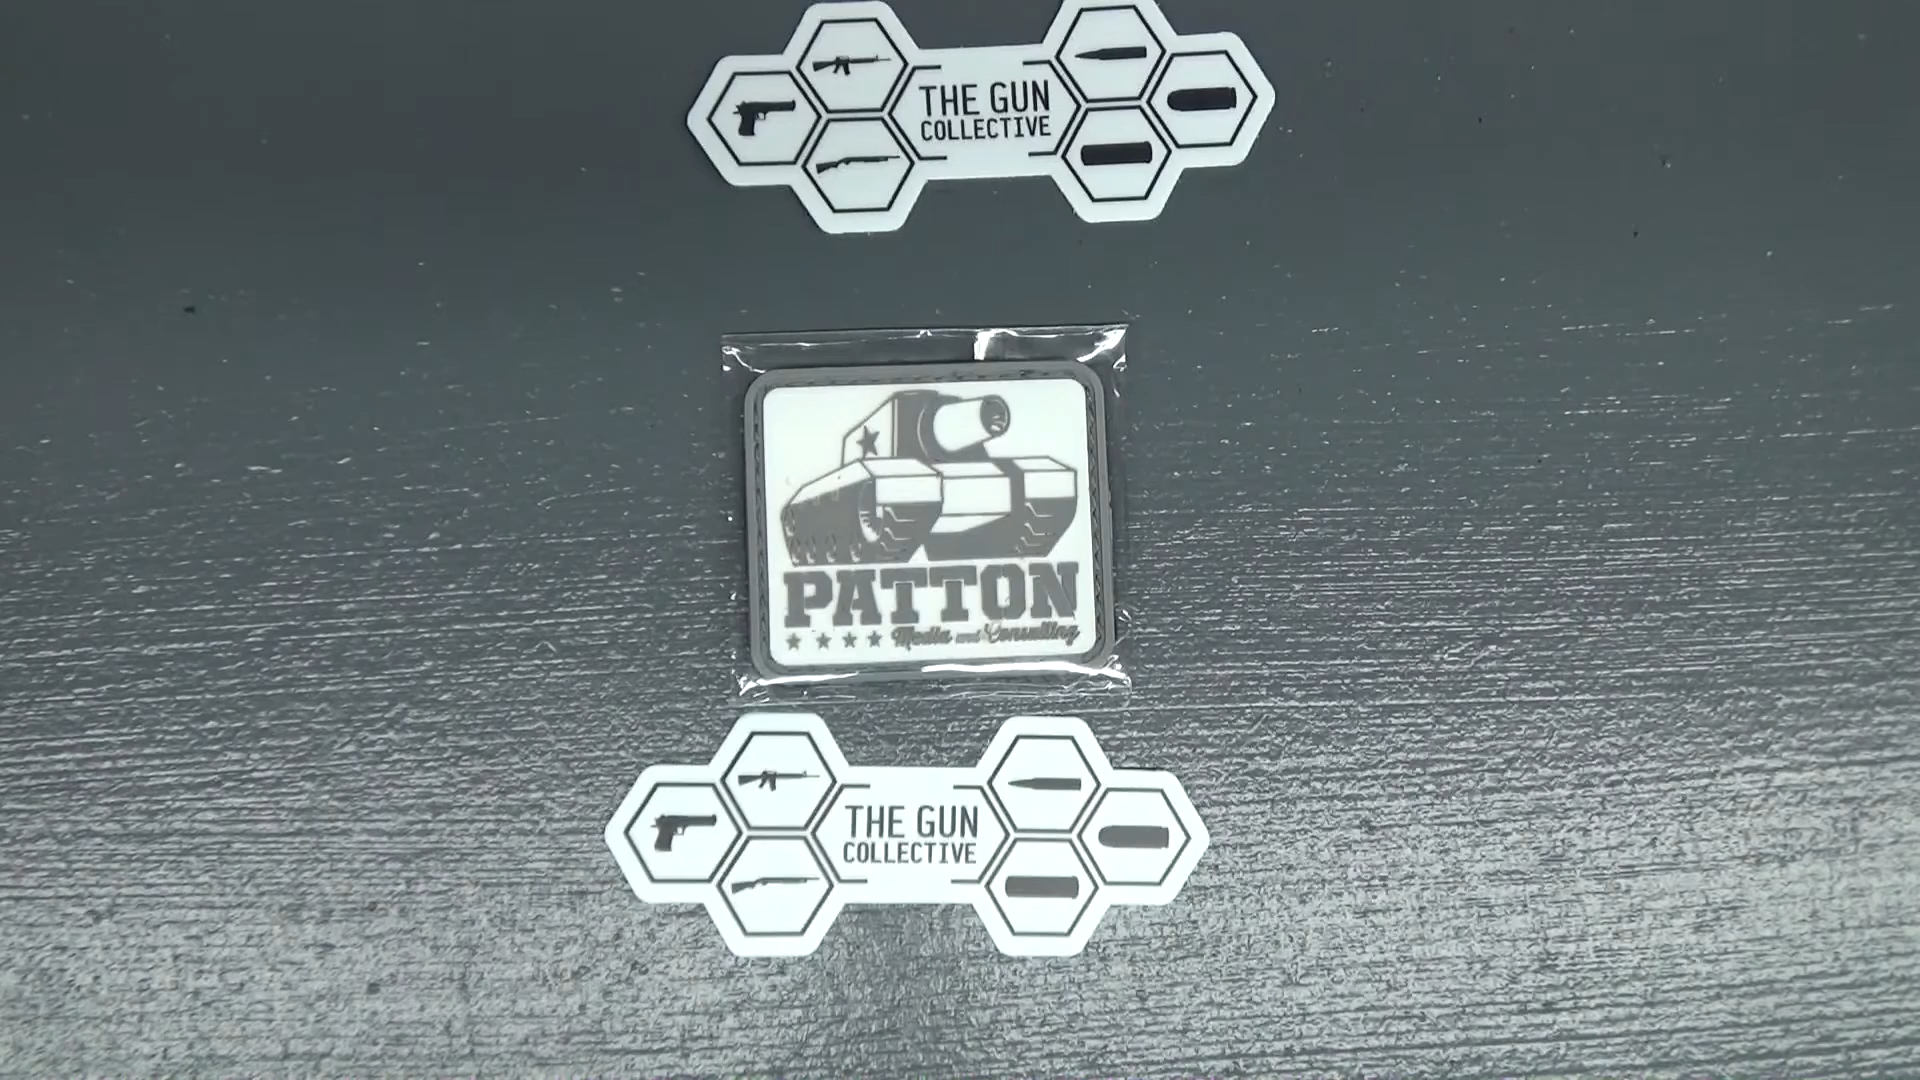 THE GUN
COLLECTIVE
PATTON
Media and Consulting
THE GUN
COLLECTIVE